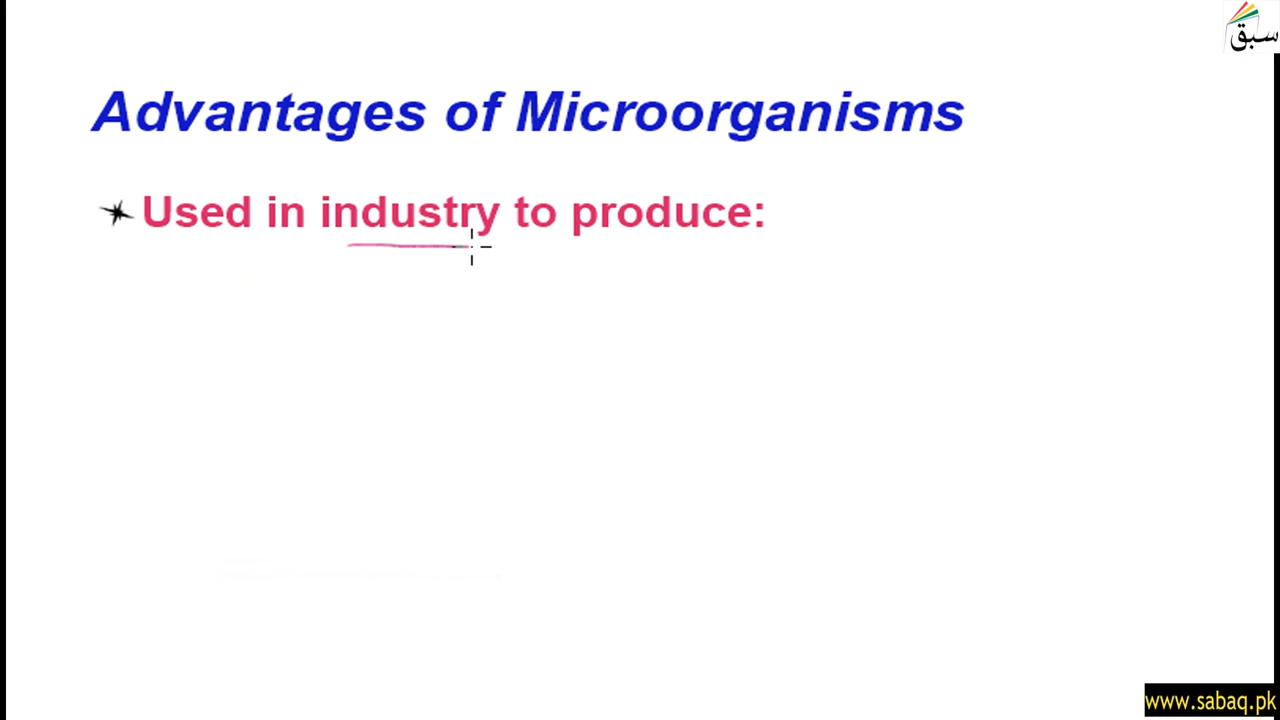 سبق
Advantages of Microorganisms
Used in industry to produce:
www.sabaq.pk